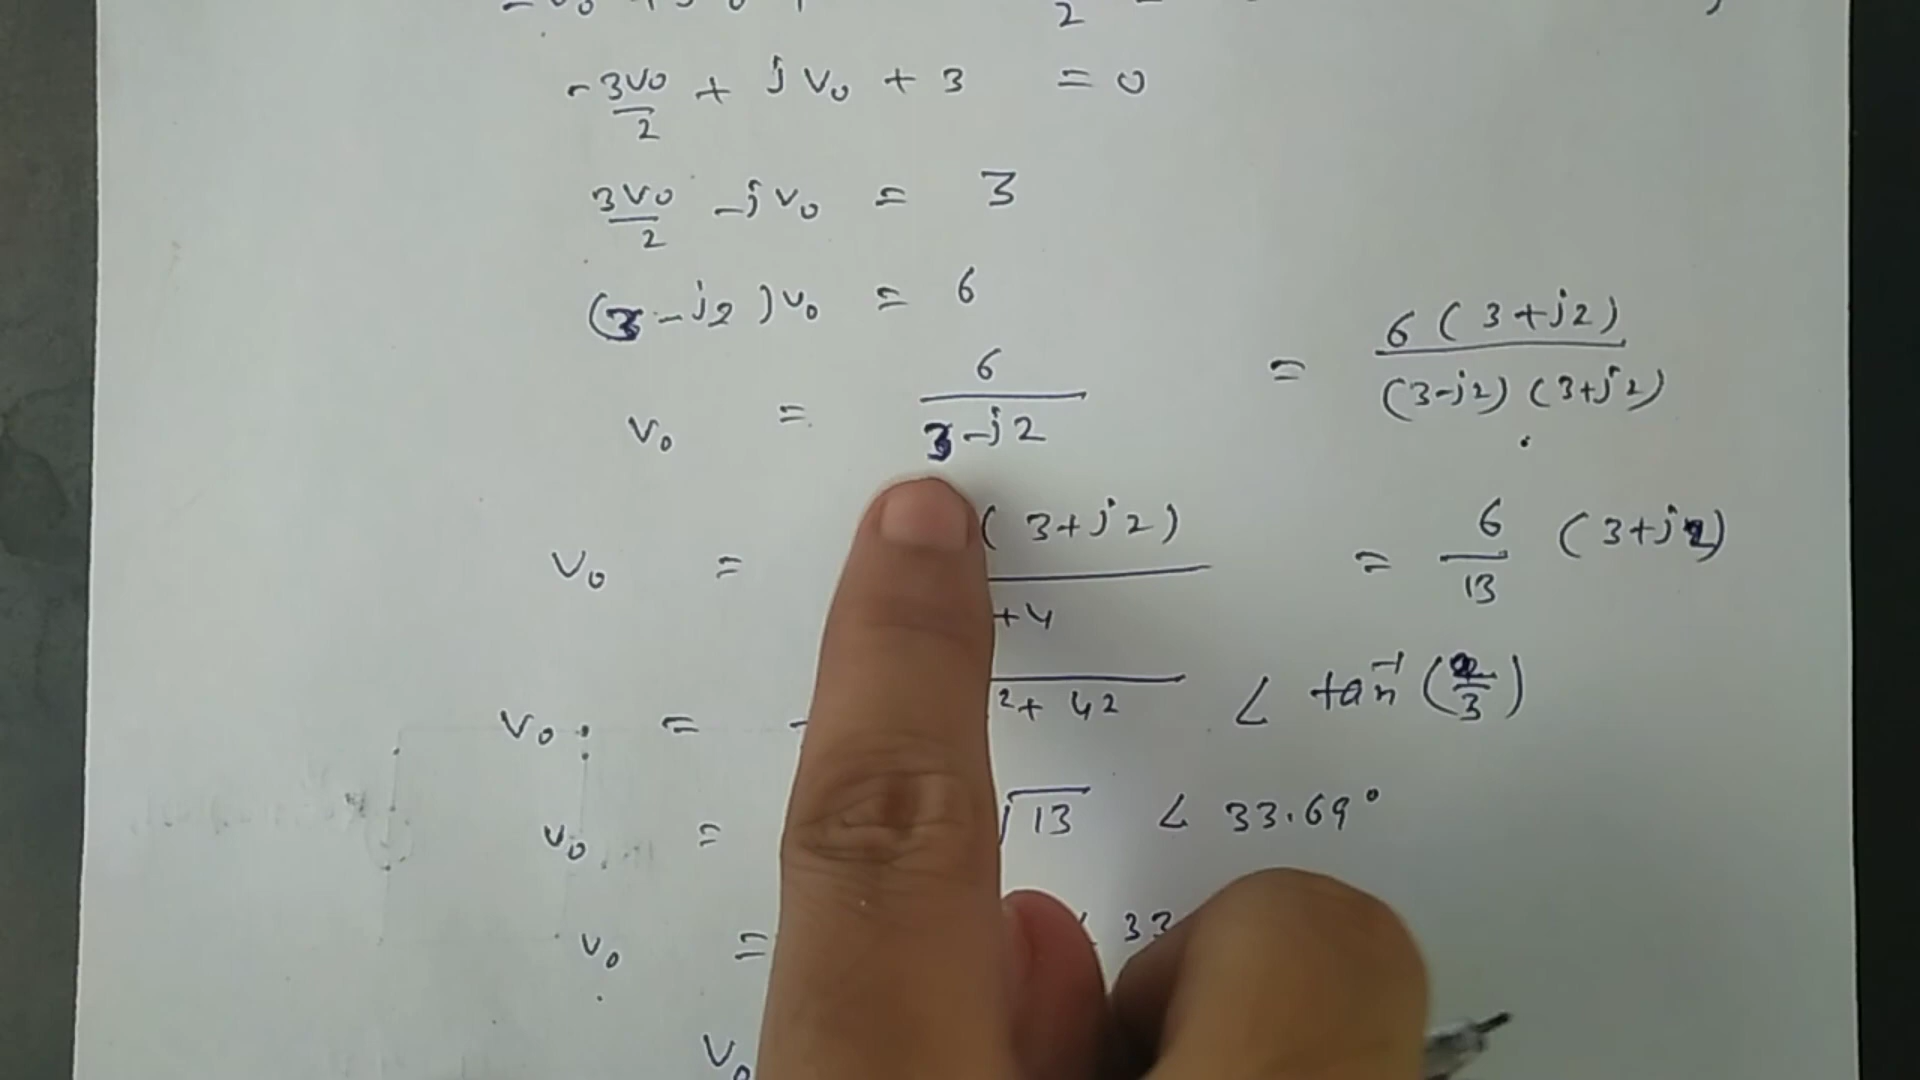 -3V0/2 + jV0 + 3 = 0
3V0/2 - jV0 = 3
(3-j2)V0 = 6
V0 = 6/(3-j2) = 6(3+j2)/((3-j2)(3+j2))
V0 = (3+j2)/+4 = 6/13 (3+j2)
V0 = 2+42 ∠ tan⁻¹(2/3)
V0 = √13 ∠ 33.69°
V0 = ∠ 33
V0